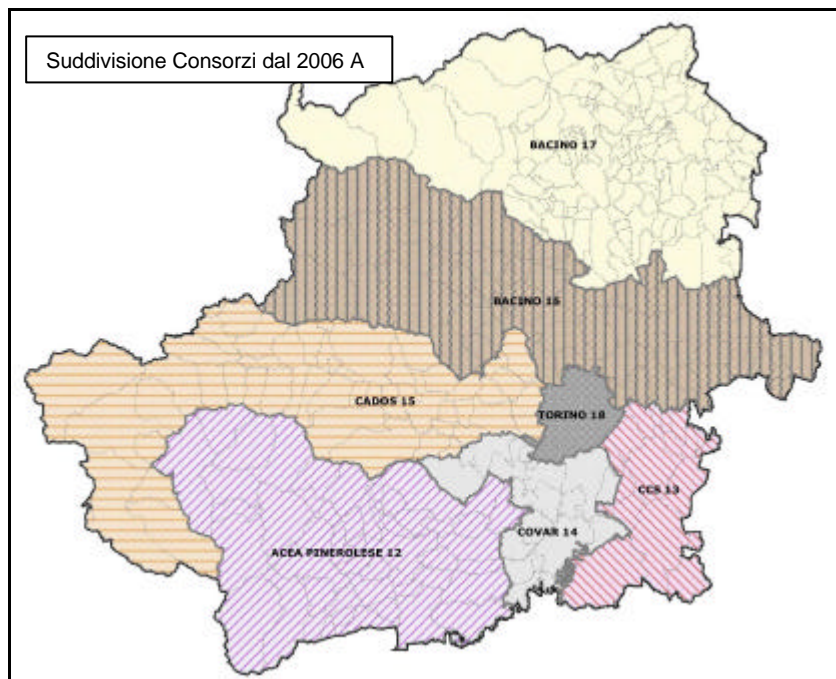 Suddivisione Consorzi dal 2006 A
BACINO 17
BACINO 16
CADOS 15
TORINO 18
CCS 13
COVAR 14
ACEA PINEROLESE 12